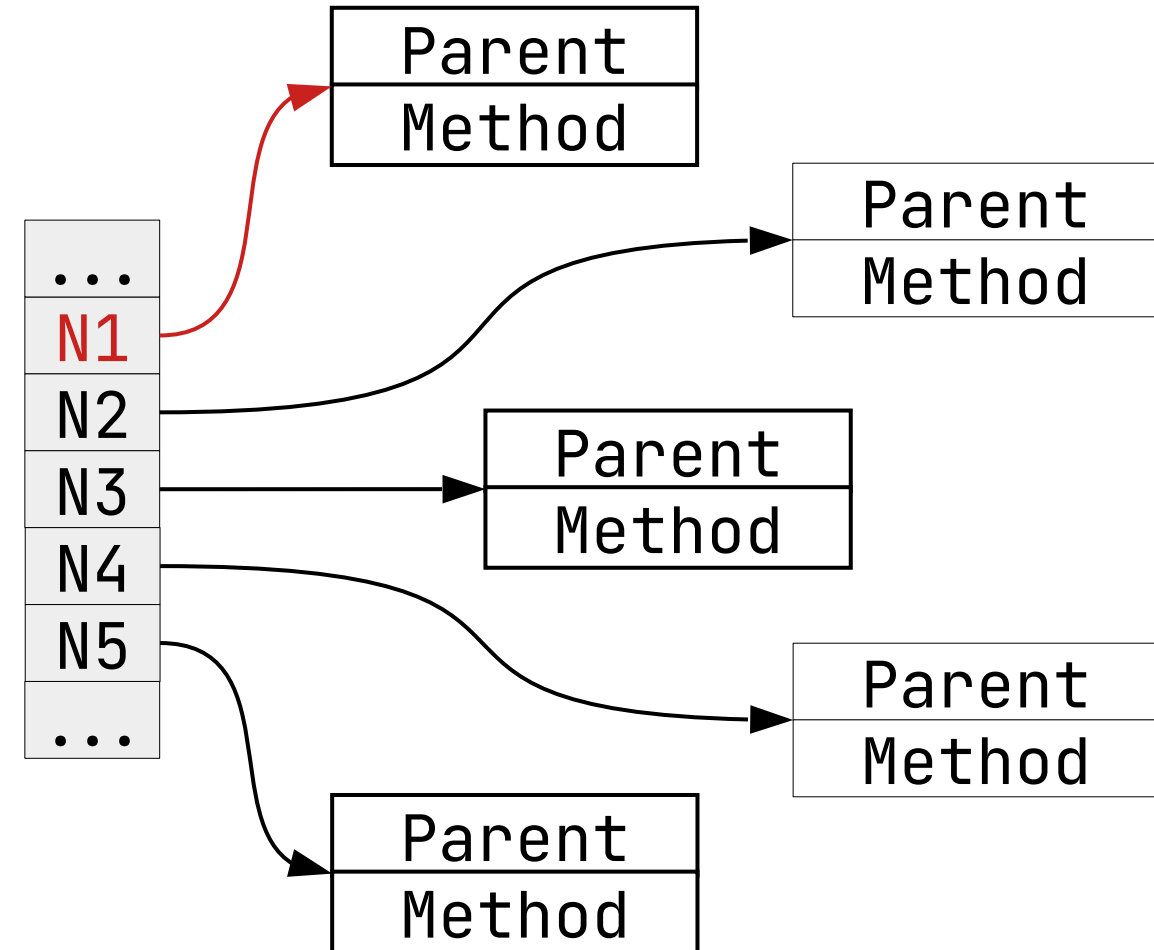 Parent
Method
Parent
Method
...
N1
N2
N3
N4
N5
...
Parent
Method
Parent
Method
Parent
Method